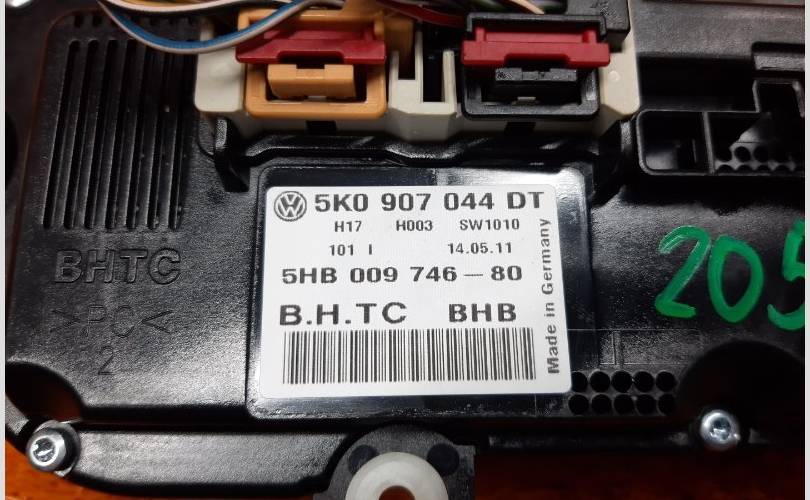 5K0 907 044 DT
H17 H003 SW1010
101 I 14.05.11
5HB 009 746-80
B.H.TC BHB
Made in Germany
BHTC
>PC<
2
205